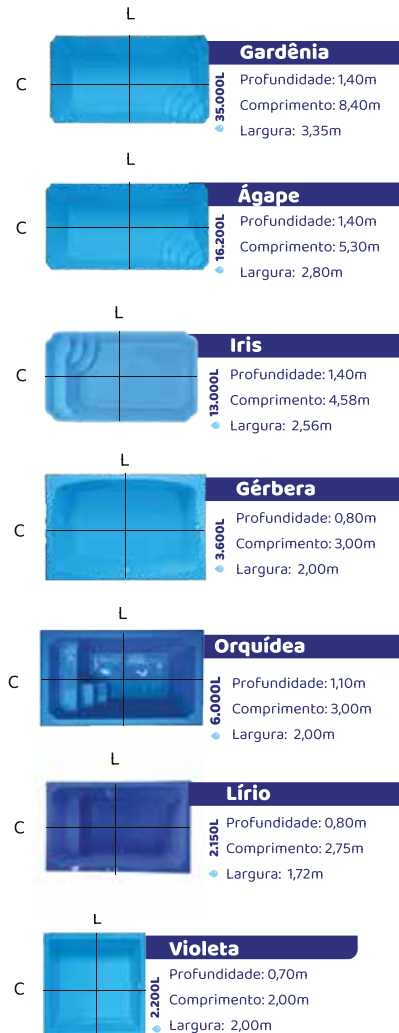 L
C
Gardênia
35.000L
Profundidade: 1,40m
Comprimento: 8,40m
Largura: 3,35m
L
C
Ágape
16.200L
Profundidade: 1,40m
Comprimento: 5,30m
Largura: 2,80m
L
C
Iris
13.000L
Profundidade: 1,40m
Comprimento: 4,58m
Largura: 2,56m
L
C
Gérbera
3.600L
Profundidade: 0,80m
Comprimento: 3,00m
Largura: 2,00m
L
C
Orquídea
6.000L
Profundidade: 1,10m
Comprimento: 3,00m
Largura: 2,00m
L
C
Lírio
2.150L
Profundidade: 0,80m
Comprimento: 2,75m
Largura: 1,72m
L
C
Violeta
2.200L
Profundidade: 0,70m
Comprimento: 2,00m
Largura: 2,00m